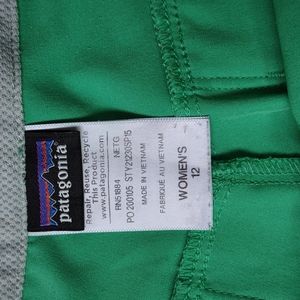 patagonia
Repair, Reuse, Recycle
This Product
www.patagonia.com
RN51884 NETG
PO 200105 STY21230SP15
MADE IN VIETNAM
FABRIQUÉ AU VIETNAM
WOMEN'S
12